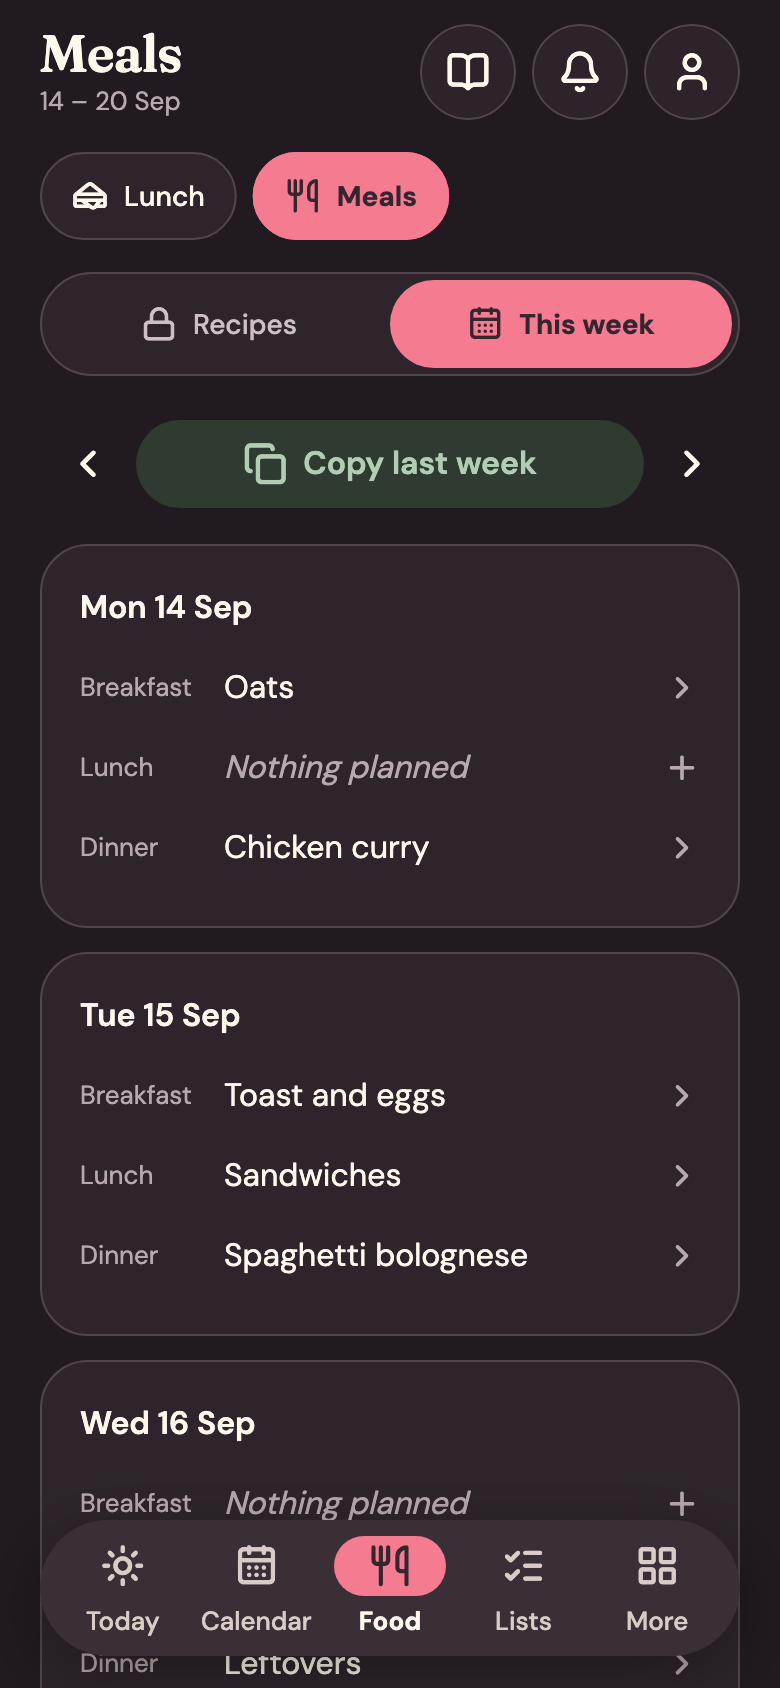 Meals
14 – 20 Sep
Lunch
Meals
Recipes
This week
Copy last week
Mon 14 Sep
Breakfast Oats
Lunch Nothing planned
Dinner Chicken curry
Tue 15 Sep
Breakfast Toast and eggs
Lunch Sandwiches
Dinner Spaghetti bolognese
Wed 16 Sep
Breakfast Nothing planned
Today Calendar Food Lists More
Dinner Leftovers